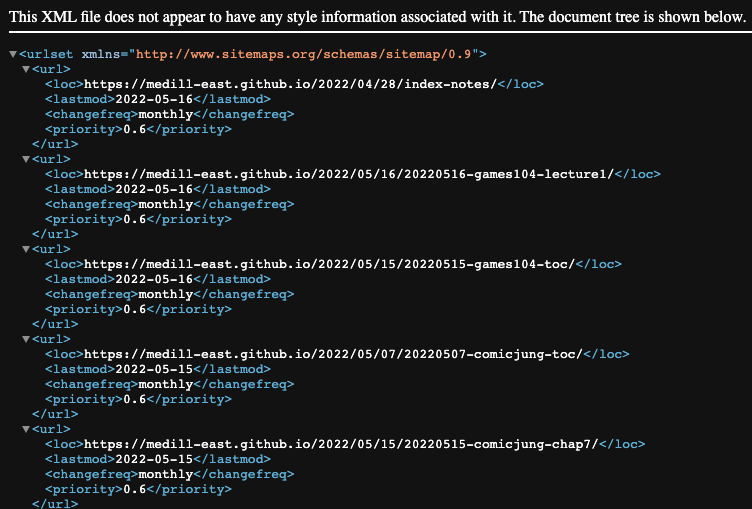 This XML file does not appear to have any style information associated with it. The document tree is shown below.
<urlset xmlns="http://www.sitemaps.org/schemas/sitemap/0.9">
<url>
<loc>https://medill-east.github.io/2022/04/28/index-notes/</loc>
<lastmod>2022-05-16</lastmod>
<changefreq>monthly</changefreq>
<priority>0.6</priority>
</url>
<url>
<loc>https://medill-east.github.io/2022/05/16/20220516-games104-lecture1/</loc>
<lastmod>2022-05-16</lastmod>
<changefreq>monthly</changefreq>
<priority>0.6</priority>
</url>
<url>
<loc>https://medill-east.github.io/2022/05/15/20220515-games104-toc/</loc>
<lastmod>2022-05-16</lastmod>
<changefreq>monthly</changefreq>
<priority>0.6</priority>
</url>
<url>
<loc>https://medill-east.github.io/2022/05/07/20220507-comicjung-toc/</loc>
<lastmod>2022-05-15</lastmod>
<changefreq>monthly</changefreq>
<priority>0.6</priority>
</url>
<url>
<loc>https://medill-east.github.io/2022/05/15/20220515-comicjung-chap7/</loc>
<lastmod>2022-05-15</lastmod>
<changefreq>monthly</changefreq>
<priority>0.6</priority>
</url>